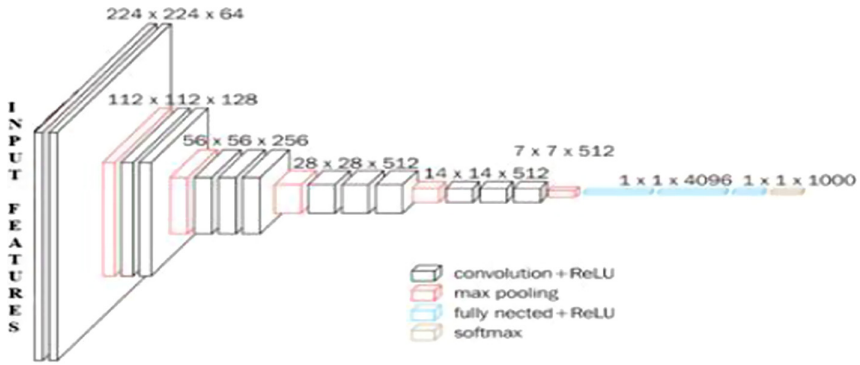 224 x 224 x 64
112 x 112 x 128
56 x 56 x 256
28 x 28 x 512
14 x 14 x 512
7 x 7 x 512
1 x 1 x 4096
1 x 1 x 1000
INPUT FEATURES
convolution + ReLU
max pooling
fully nected + ReLU
softmax